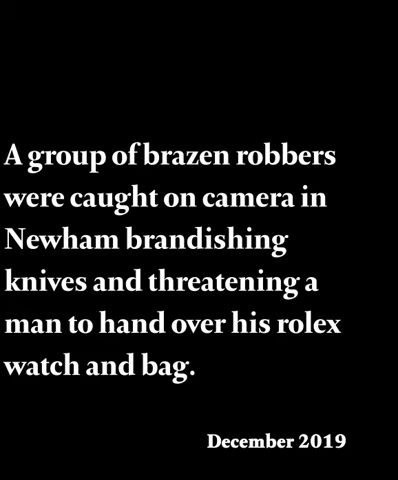 A group of brazen robbers
were caught on camera in
Newham brandishing
knives and threatening a
man to hand over his rolex
watch and bag.
December 2019